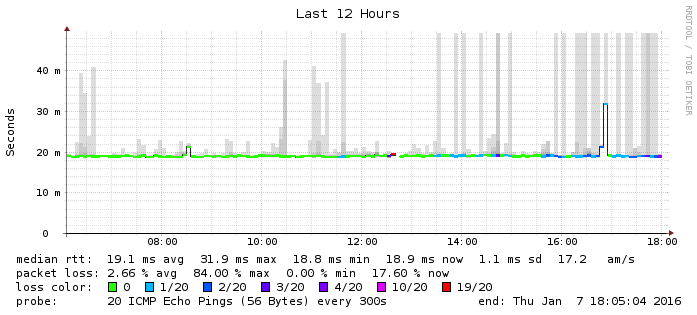 Last 12 Hours
RRDTOOL / TOBI OETIKER
Seconds
40 m
30 m
20 m
10 m
0
08:00 10:00 12:00 14:00 16:00 18:00
median rtt: 19.1 ms avg 31.9 ms max 18.8 ms min 18.9 ms now 1.1 ms sd 17.2 am/s
packet loss: 2.66 % avg 84.00 % max 0.00 % min 17.60 % now
loss color: 0 1/20 2/20 3/20 4/20 10/20 19/20
probe: 20 ICMP Echo Pings (56 Bytes) every 300s end: Thu Jan 7 18:05:04 2016